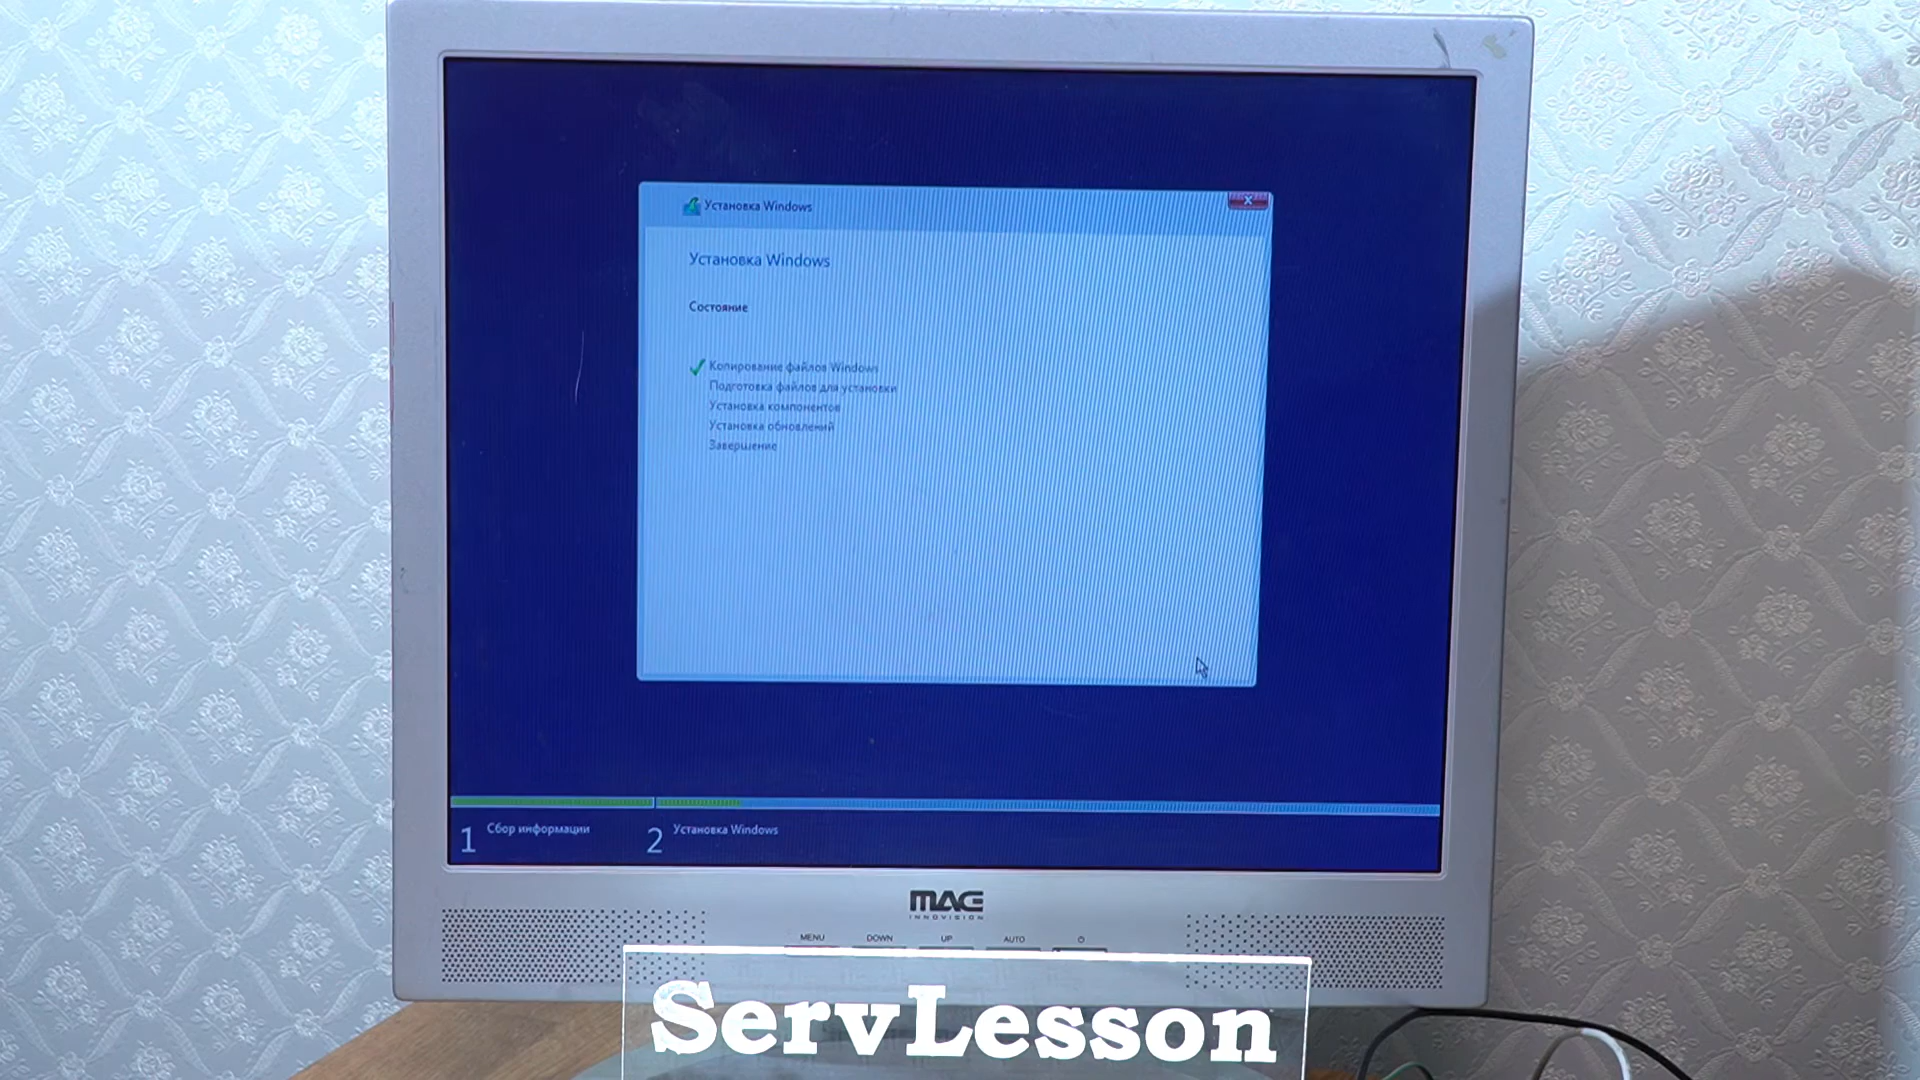 Установка Windows
Установка Windows
Состояние
Копирование файлов Windows
Подготовка файлов для установки
Установка компонентов
Установка обновлений
Завершение
1 Сбор информации
2 Установка Windows
MAG
INNOVISION
MENU DOWN UP AUTO
ServLesson